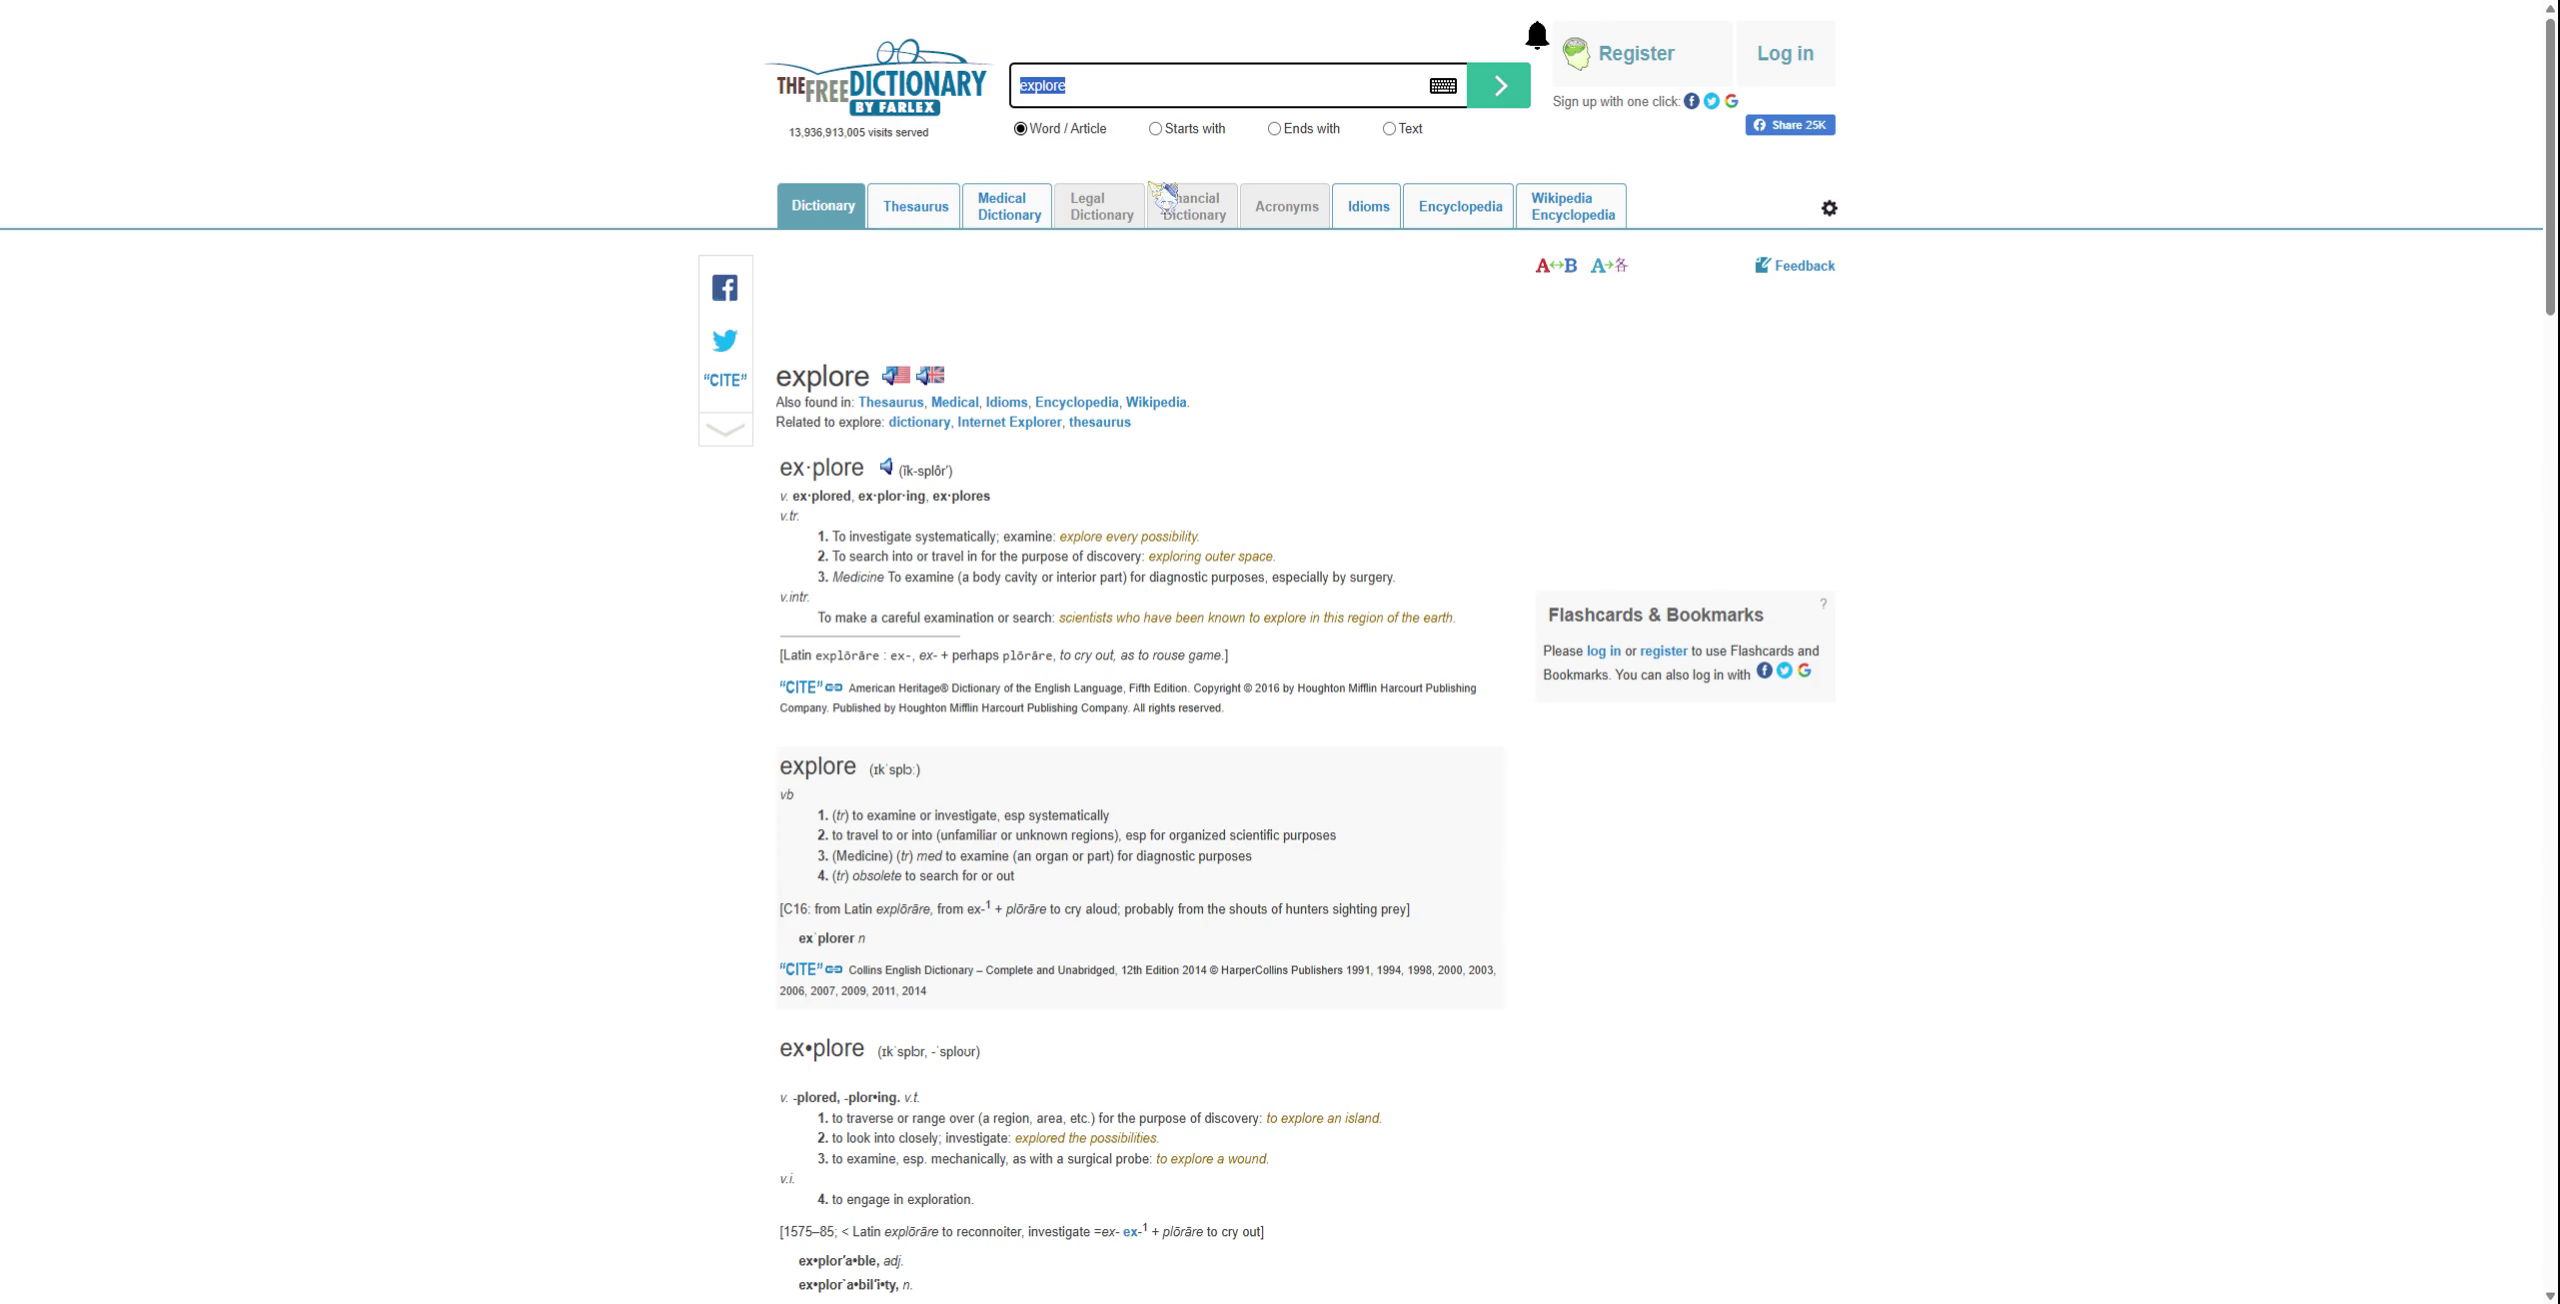 THE FREE DICTIONARY
BY FARLEX
13,936,913,005 visits served
explore
Word / Article Starts with Ends with Text
Register
Log in
Sign up with one click:
Share 25K
Dictionary
Thesaurus
Medical
Dictionary
Legal
Dictionary
Dictionary
Acronyms
Idioms
Encyclopedia
Wikipedia
Encyclopedia
A↔B A→各
Feedback
"CITE"
explore
Also found in: Thesaurus, Medical, Idioms, Encyclopedia, Wikipedia.
Related to explore: dictionary, Internet Explorer, thesaurus
ex·plore (ĭk-splôr′)
v. ex·plored, ex·plor·ing, ex·plores
v.tr.
1. To investigate systematically; examine: explore every possibility.
2. To search into or travel in for the purpose of discovery: exploring outer space.
3. Medicine To examine (a body cavity or interior part) for diagnostic purposes, especially by surgery.
v.intr.
To make a careful examination or search: scientists who have been known to explore in this region of the earth.
[Latin explōrāre : ex-, ex- + perhaps plōrāre, to cry out, as to rouse game.]
"CITE" American Heritage® Dictionary of the English Language, Fifth Edition. Copyright © 2016 by Houghton Mifflin Harcourt Publishing
Company. Published by Houghton Mifflin Harcourt Publishing Company. All rights reserved.
Flashcards & Bookmarks
?
Please log in or register to use Flashcards and
Bookmarks. You can also log in with
explore (ɪkˈsplɔː)
vb
1. (tr) to examine or investigate, esp systematically
2. to travel to or into (unfamiliar or unknown regions), esp for organized scientific purposes
3. (Medicine) (tr) med to examine (an organ or part) for diagnostic purposes
4. (tr) obsolete to search for or out
[C16: from Latin explōrāre, from ex-1 + plōrāre to cry aloud; probably from the shouts of hunters sighting prey]
exˈplorer n
"CITE" Collins English Dictionary – Complete and Unabridged, 12th Edition 2014 © HarperCollins Publishers 1991, 1994, 1998, 2000, 2003,
2006, 2007, 2009, 2011, 2014
ex•plore (ɪkˈsplɔr, -ˈsploʊr)
v. -plored, -plor•ing. v.t.
1. to traverse or range over (a region, area, etc.) for the purpose of discovery: to explore an island.
2. to look into closely; investigate: explored the possibilities.
3. to examine, esp. mechanically, as with a surgical probe: to explore a wound.
v.i.
4. to engage in exploration.
[1575–85; < Latin explōrāre to reconnoiter, investigate =ex- ex-1 + plōrāre to cry out]
ex•plor′a•ble, adj.
ex•plor`a•bil′i•ty, n.